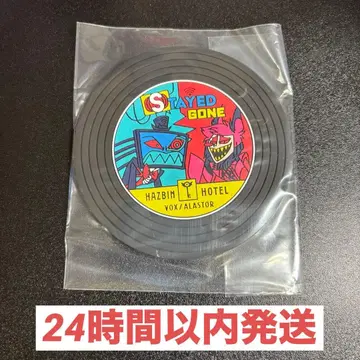 STAYED
GONE
HAZBIN HOTEL
VOX/ALASTOR
24時間以内発送